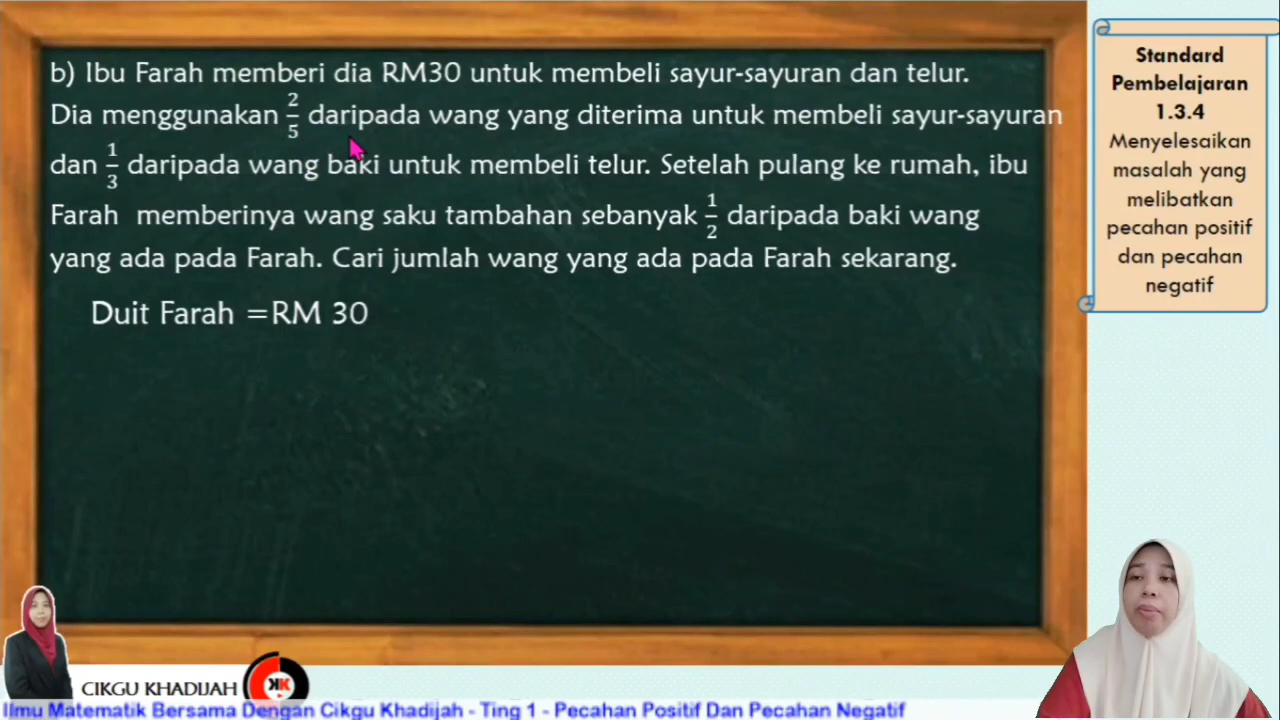 b) Ibu Farah memberi dia RM30 untuk membeli sayur-sayuran dan telur.
Dia menggunakan 2/5 daripada wang yang diterima untuk membeli sayur-sayuran
dan 1/3 daripada wang baki untuk membeli telur. Setelah pulang ke rumah, ibu
Farah memberinya wang saku tambahan sebanyak 1/2 daripada baki wang
yang ada pada Farah. Cari jumlah wang yang ada pada Farah sekarang.
Duit Farah =RM 30
Standard
Pembelajaran
1.3.4
Menyelesaikan
masalah yang
melibatkan
pecahan positif
dan pecahan
negatif
CIKGU KHADIJAH
KK
Ilmu Matematik Bersama Dengan Cikgu Khadijah - Ting 1 - Pecahan Positif Dan Pecahan Negatif